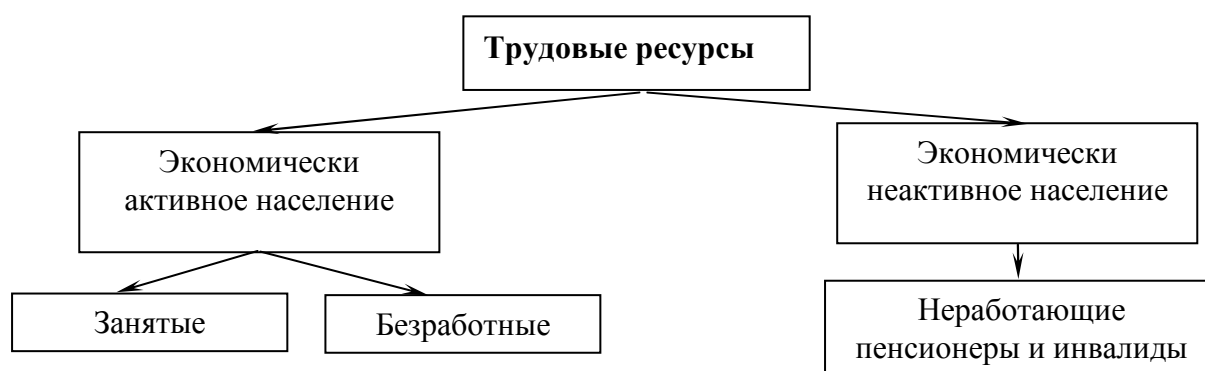 Трудовые ресурсы
Экономически
активное население
Экономически
неактивное население
Занятые
Безработные
Неработающие
пенсионеры и инвалиды